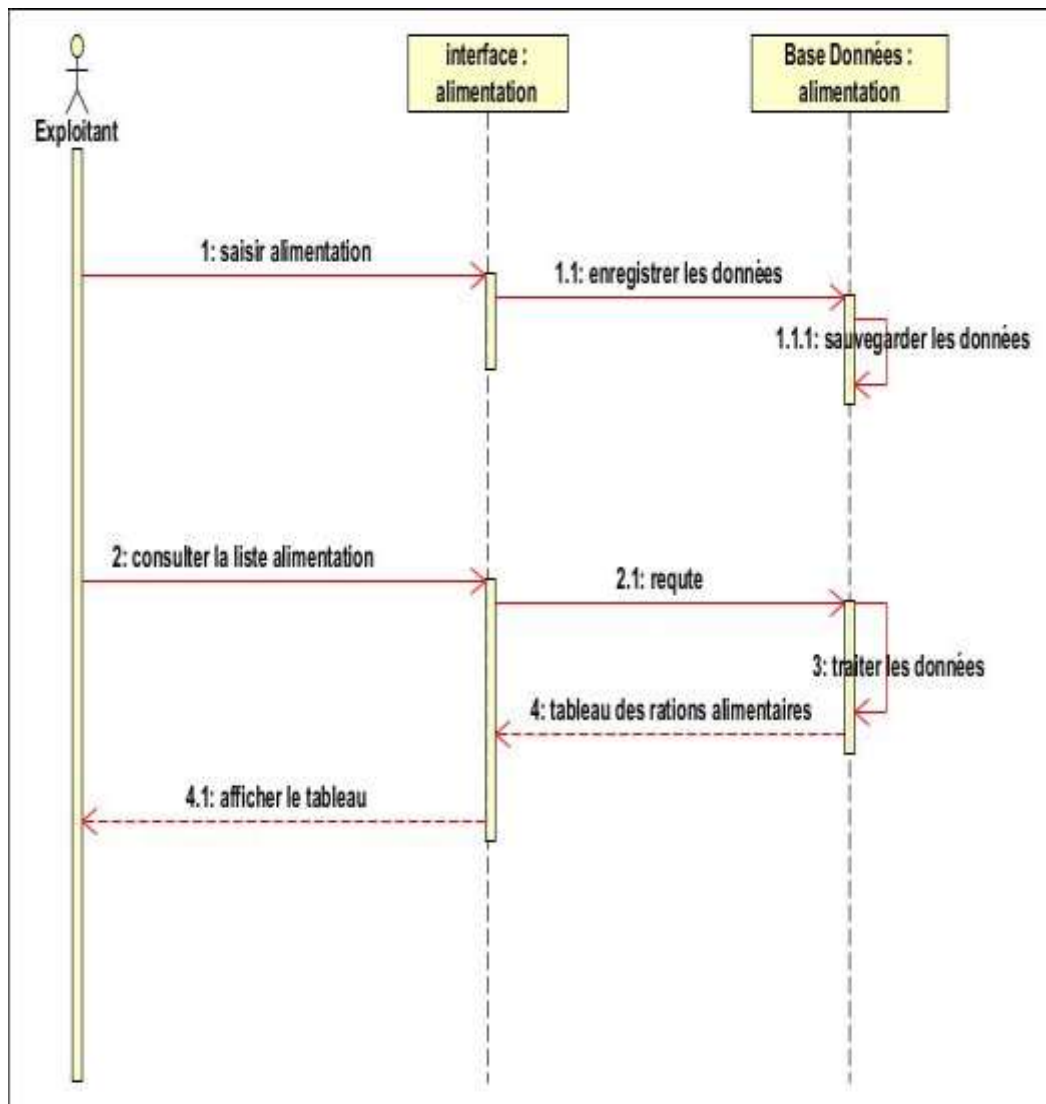 interface :
alimentation
Base Données :
alimentation
Exploitant
1: saisir alimentation
1.1: enregistrer les données
1.1.1: sauvegarder les données
2: consulter la liste alimentation
2.1: requte
3: traiter les données
4: tableau des rations alimentaires
4.1: afficher le tableau